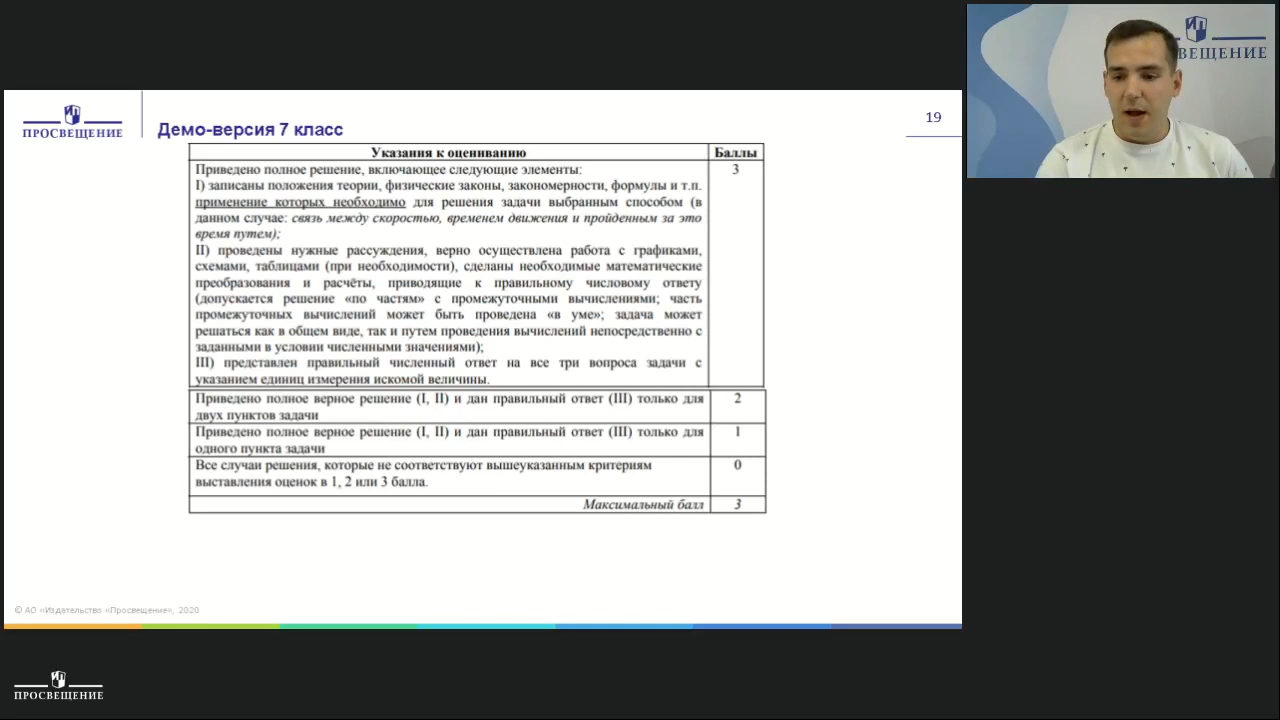 ПРОСВЕЩЕНИЕ
Демо-версия 7 класс
19
Указания к оцениванию Баллы
Приведено полное решение, включающее следующие элементы: 3
I) записаны положения теории, физические законы, закономерности, формулы и т.п.
применение которых необходимо для решения задачи выбранным способом (в
данном случае: связь между скоростью, временем движения и пройденным за это
время путем);
II) проведены нужные рассуждения, верно осуществлена работа с графиками,
схемами, таблицами (при необходимости), сделаны необходимые математические
преобразования и расчёты, приводящие к правильному числовому ответу
(допускается решение «по частям» с промежуточными вычислениями; часть
промежуточных вычислений может быть проведена «в уме»; задача может
решаться как в общем виде, так и путем проведения вычислений непосредственно с
заданными в условии численными значениями);
III) представлен правильный численный ответ на все три вопроса задачи с
указанием единиц измерения искомой величины.
Приведено полное верное решение (I, II) и дан правильный ответ (III) только для 2
двух пунктов задачи
Приведено полное верное решение (I, II) и дан правильный ответ (III) только для 1
одного пункта задачи
Все случаи решения, которые не соответствуют вышеуказанным критериям 0
выставления оценок в 1, 2 или 3 балла.
Максимальный балл 3
© АО «Издательство «Просвещение», 2020
ПРОСВЕЩЕНИЕ
ВЕЩЕНИЕ